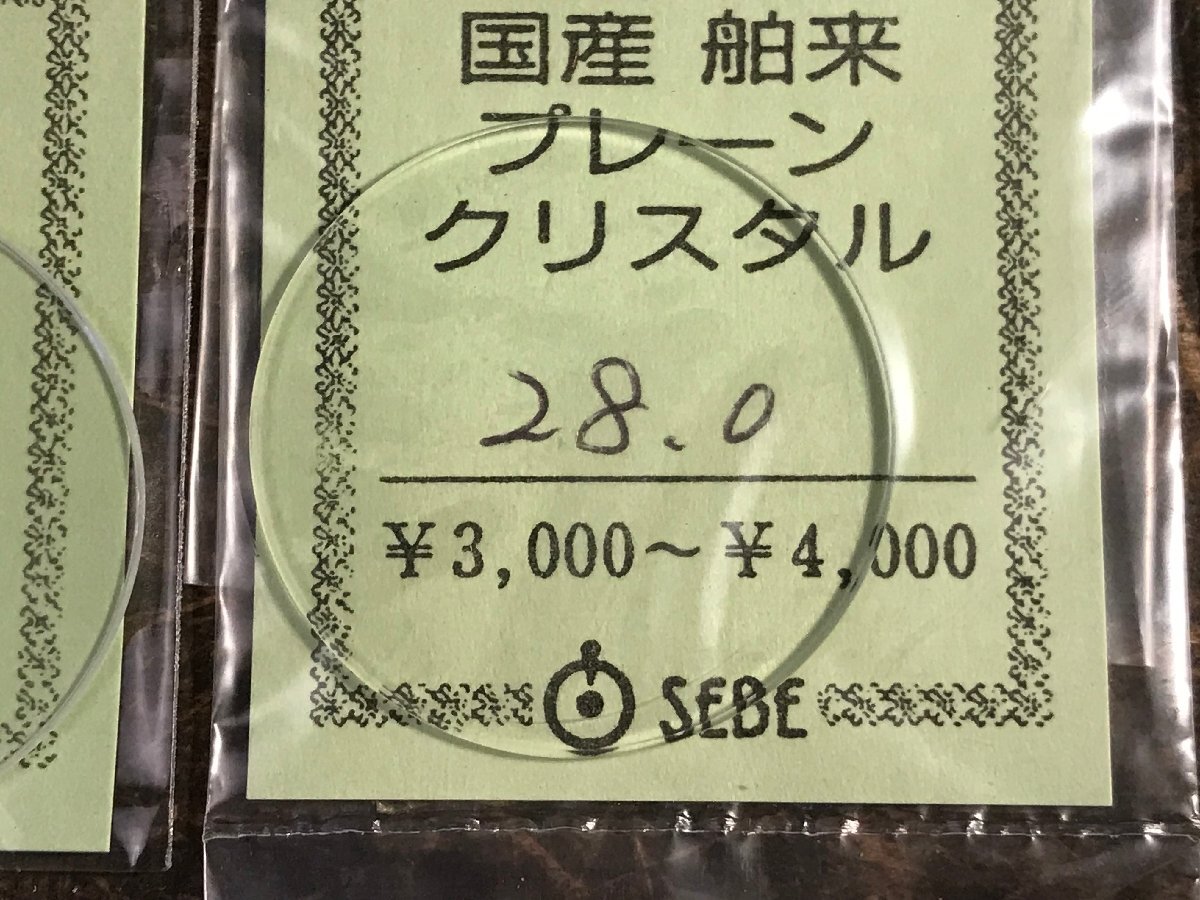 国産 舶来
プレーン
クリスタル
28.0
¥3,000～¥4,000
SEBE